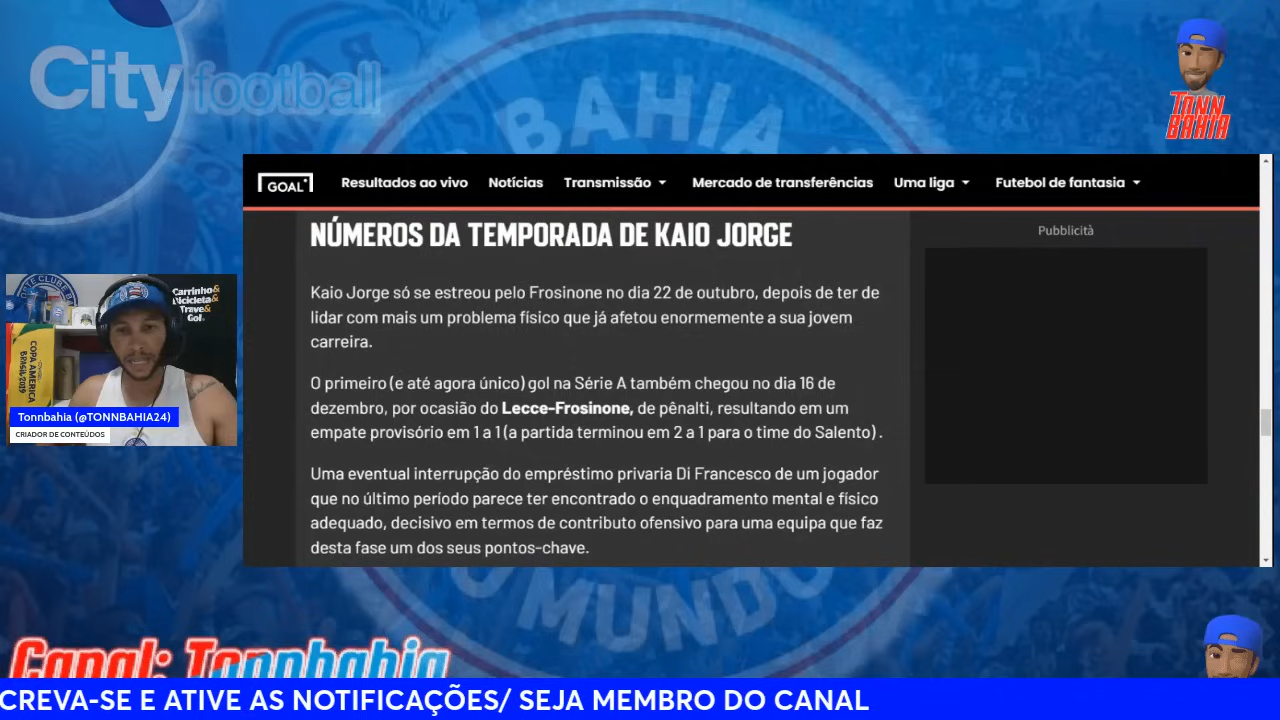 City football
BAHIA
TONN
BAHIA
GOAL
Resultados ao vivo
Notícias
Transmissão
Mercado de transferências
Uma liga
Futebol de fantasia
NÚMEROS DA TEMPORADA DE KAIO JORGE
Pubblicità
Kaio Jorge só se estreou pelo Frosinone no dia 22 de outubro, depois de ter de
lidar com mais um problema físico que já afetou enormemente a sua jovem
carreira.
O primeiro (e até agora único) gol na Série A também chegou no dia 16 de
dezembro, por ocasião do Lecce-Frosinone, de pênalti, resultando em um
empate provisório em 1 a 1 (a partida terminou em 2 a 1 para o time do Salento) .
Uma eventual interrupção do empréstimo privaria Di Francesco de um jogador
que no último período parece ter encontrado o enquadramento mental e físico
adequado, decisivo em termos de contributo ofensivo para uma equipa que faz
desta fase um dos seus pontos-chave.
Carrinho&
Bicicleta&
Trave&
Gol.
COPA AMERICA
BRASIL 2019
Tonnbahia (@TONNBAHIA24)
CRIADOR DE CONTEÚDOS
O MUNDO
Canal: Tonnbahia
CREVA-SE E ATIVE AS NOTIFICAÇÕES/ SEJA MEMBRO DO CANAL